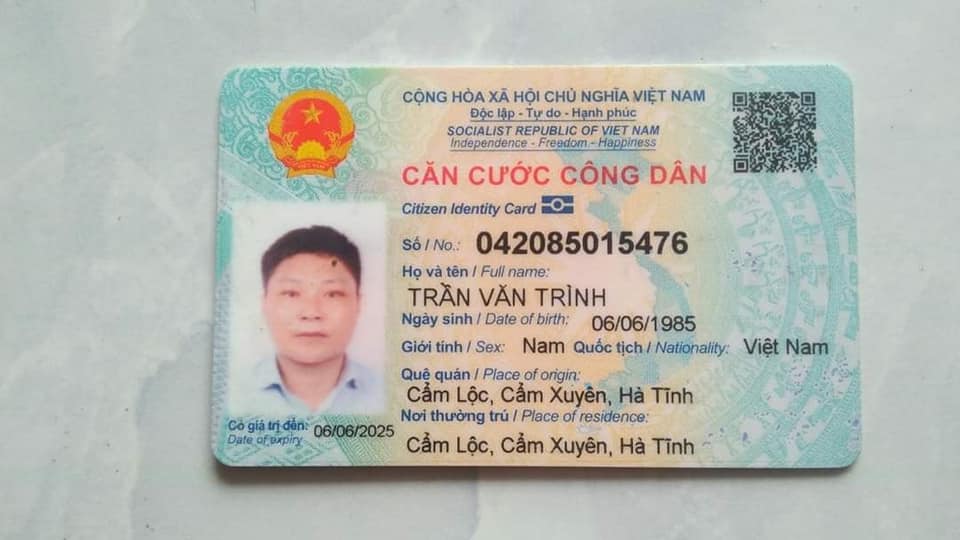 CỘNG HÒA XÃ HỘI CHỦ NGHĨA VIỆT NAM
Độc lập - Tự do - Hạnh phúc
SOCIALIST REPUBLIC OF VIET NAM
Independence - Freedom - Happiness
CĂN CƯỚC CÔNG DÂN
Citizen Identity Card
Số / No.: 042085015476
Họ và tên / Full name:
TRẦN VĂN TRÌNH
Ngày sinh / Date of birth: 06/06/1985
Giới tính / Sex: Nam Quốc tịch / Nationality: Việt Nam
Quê quán / Place of origin:
Cẩm Lộc, Cẩm Xuyên, Hà Tĩnh
Nơi thường trú / Place of residence:
Cẩm Lộc, Cẩm Xuyên, Hà Tĩnh
Có giá trị đến: 06/06/2025
Date of expiry